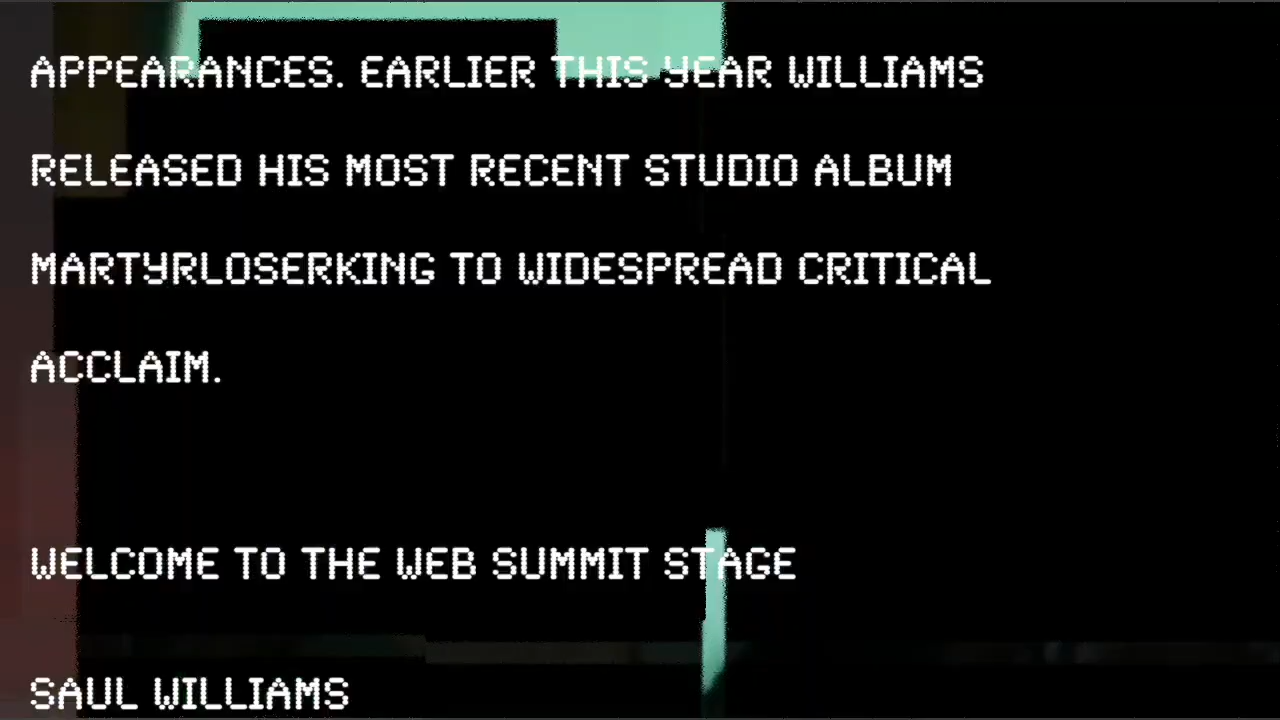 APPEARANCES. EARLIER THIS YEAR WILLIAMS
RELEASED HIS MOST RECENT STUDIO ALBUM
MARTYRLOSERKING TO WIDESPREAD CRITICAL
ACCLAIM.
WELCOME TO THE WEB SUMMIT STAGE
SAUL WILLIAMS